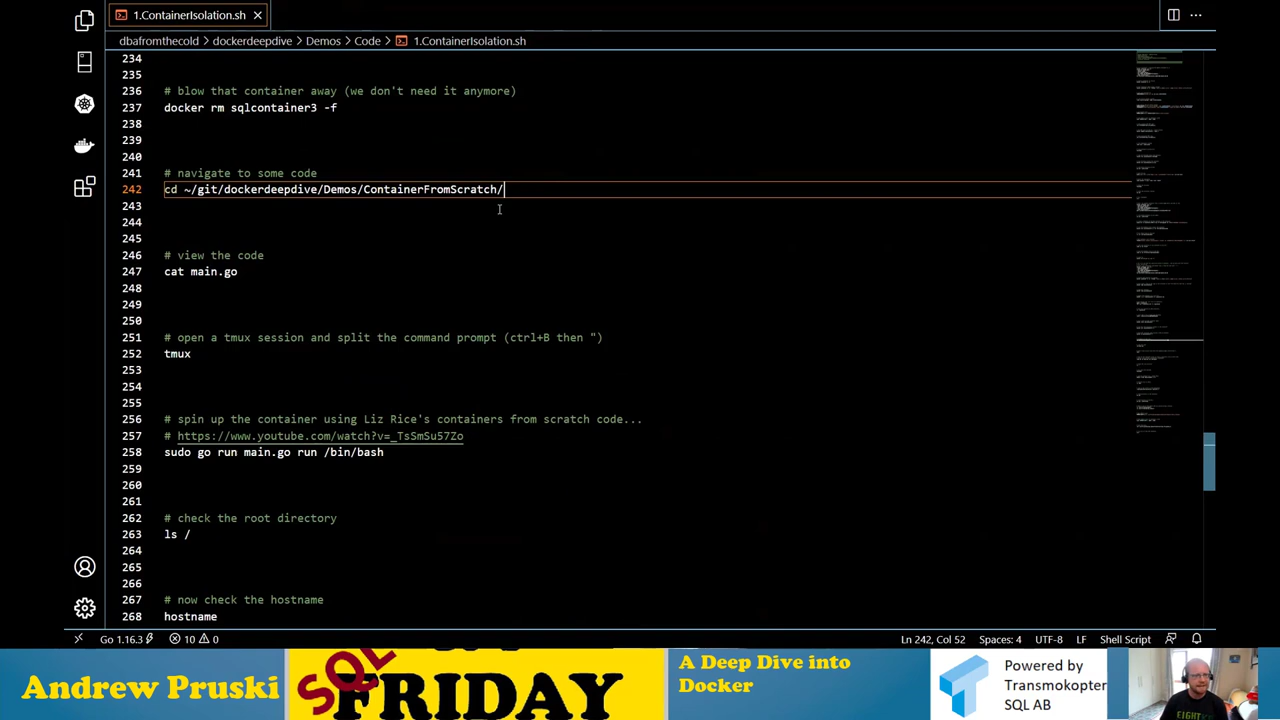 1.ContainerIsolation.sh
dbafromthecold > dockerdeepdive > Demos > Code > 1.ContainerIsolation.sh
234
235
236 # blow that container away (we don't need it anymore)
237 docker rm sqlcontainer3 -f
238
239
240
241 # navigate to some code
242 cd ~/git/dockerdeepdive/Demos/ContainerFromScratch/
243
244
245
246 # view the code
247 cat main.go
248
249
250
251 # open a tmux session and split the command prompt (ctrl+B then ")
252 tmux
253
254
255
256 # spin up the container using Liz Rice's containers from scratch code...
257 # https://www.youtube.com/watch?v=_TsSmSu57Zo
258 sudo go run main.go run /bin/bash
259
260
261
262 # check the root directory
263 ls /
264
265
266
267 # now check the hostname
268 hostname
Go 1.16.3 10 0 Ln 242, Col 52 Spaces: 4 UTF-8 LF Shell Script
Andrew Pruski
SQL
FRIDAY
A Deep Dive into
Docker
Powered by
Transmokopter
SQL AB